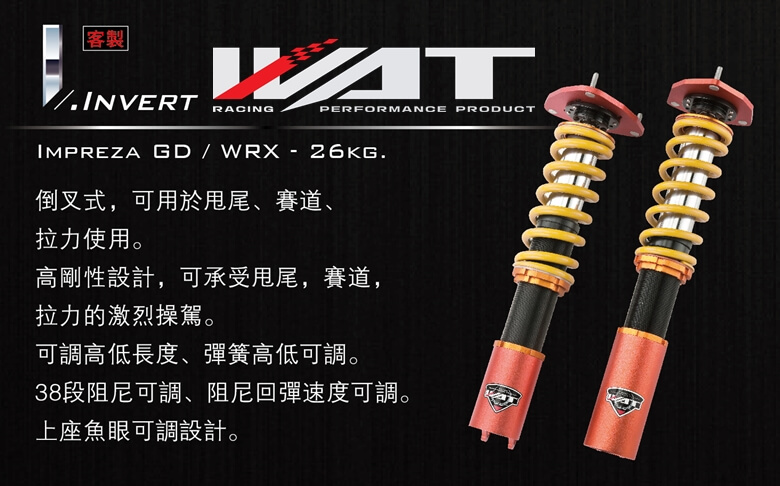 客製
I/.INVERT
WAT
RACING PERFORMANCE PRODUCT
IMPREZA GD / WRX - 26KG.
倒叉式，可用於甩尾、賽道、
拉力使用。
高剛性設計，可承受甩尾，賽道，
拉力的激烈操駕。
可調高低長度、彈簧高低可調。
38段阻尼可調、阻尼回彈速度可調。
上座魚眼可調設計。
WAT
WAT